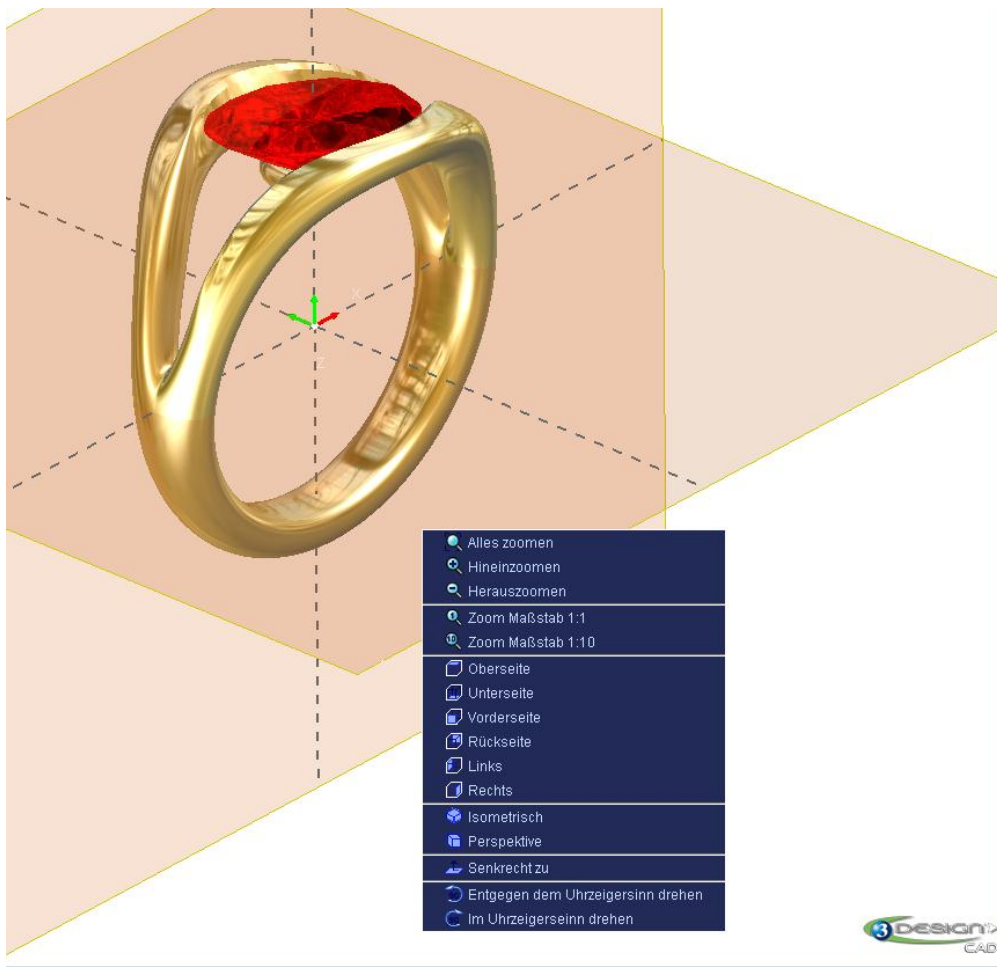 X
Z
Alles zoomen
Hineinzoomen
Herauszoomen
Zoom Maßstab 1:1
Zoom Maßstab 1:10
Oberseite
Unterseite
Vorderseite
Rückseite
Links
Rechts
Isometrisch
Perspektive
Senkrecht zu
Entgegen dem Uhrzeigersinn drehen
Im Uhrzeigerseinn drehen
3DESIGN
CAD